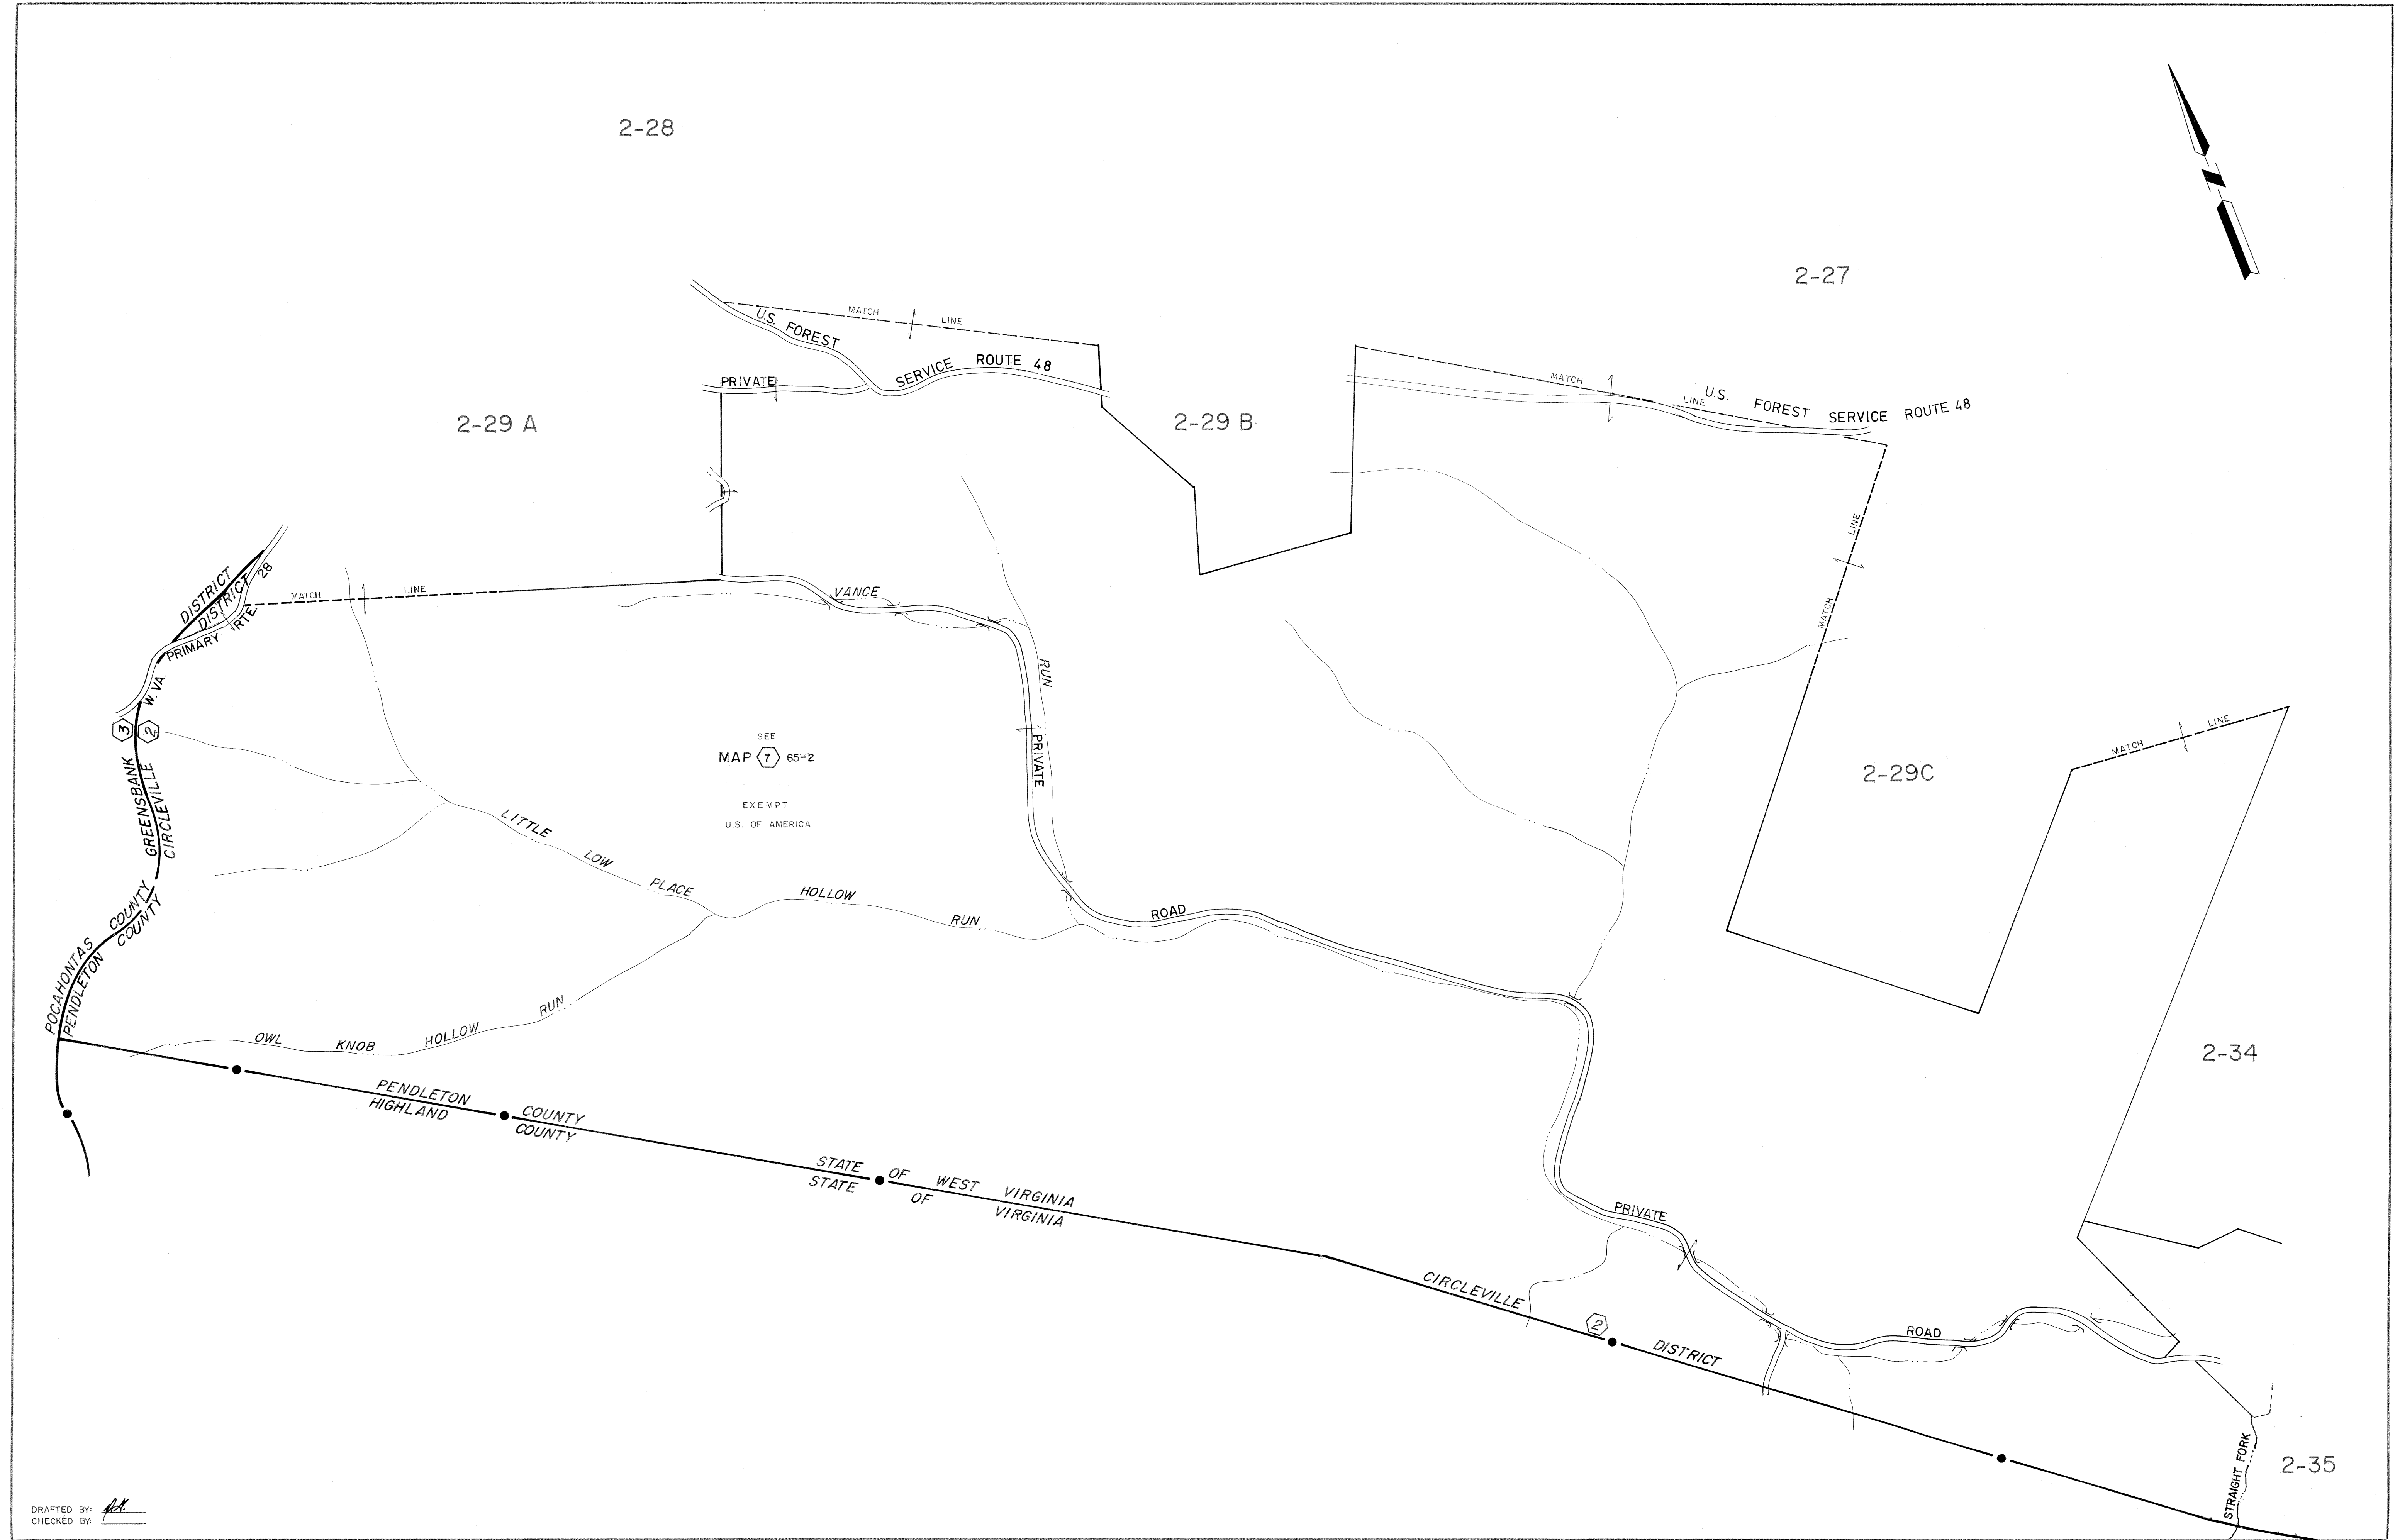 2-28
2-27
MATCH LINE
U.S. FOREST SERVICE ROUTE 48
PRIVATE
2-29 A
2-29 B
MATCH LINE
U.S. FOREST SERVICE ROUTE 48
MATCH LINE
DISTRICT
DISTRICT
PRIMARY RTE. 28
W. VA.
MATCH LINE
VANCE RUN
PRIVATE ROAD
3
2
GREENSBANK
CIRCLEVILLE
SEE
MAP 7 65-2
EXEMPT
U.S. OF AMERICA
MATCH LINE
2-29C
LITTLE LOW PLACE HOLLOW RUN
POCAHONTAS COUNTY
PENDLETON COUNTY
OWL KNOB HOLLOW RUN
2-34
PENDLETON COUNTY
HIGHLAND COUNTY
STATE OF WEST VIRGINIA
STATE OF VIRGINIA
PRIVATE ROAD
CIRCLEVILLE DISTRICT
2
STRAIGHT FORK
2-35
DRAFTED BY:
CHECKED BY: